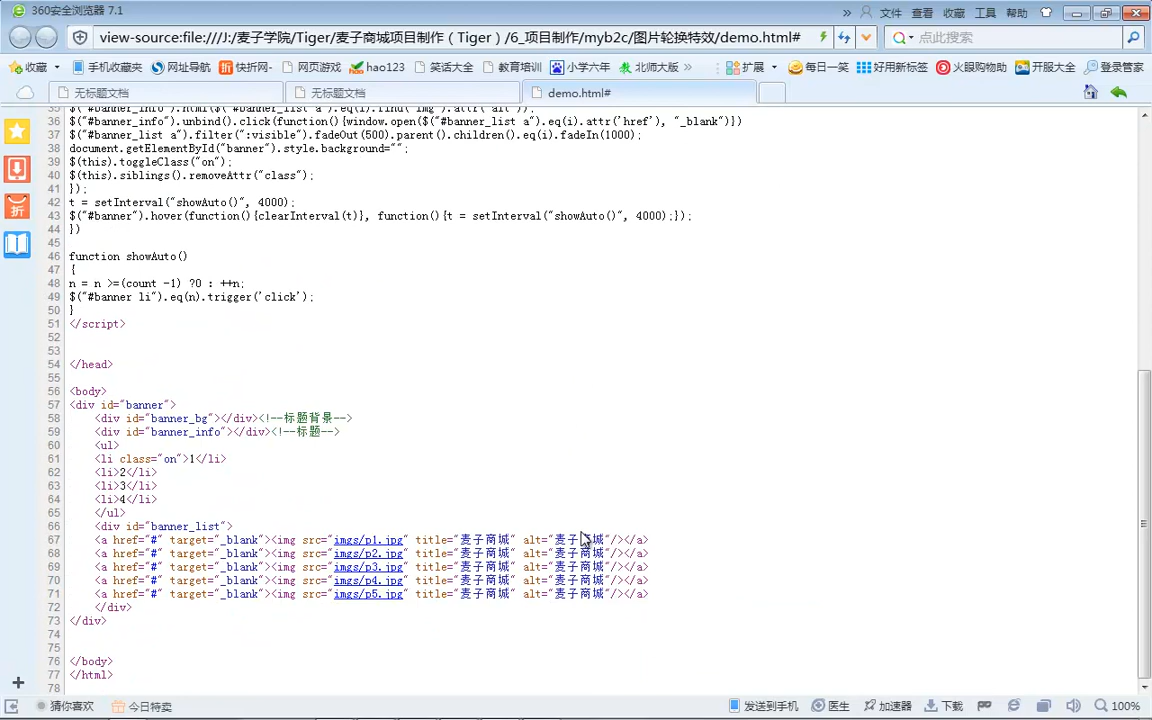 360安全浏览器 7.1
» 文件 查看 收藏 工具 帮助
view-source:file:///J:/麦子学院/Tiger/麦子商城项目制作（Tiger）/6_项目制作/myb2c/图片轮换特效/demo.html#
点此搜索
收藏 手机收藏夹 网址导航 快折网· 网页游戏 hao123 笑话大全 教育培训 小学六年 北师大版 » 扩展 每日一笑 好用新标签 火眼购物助 开服大全 登录管家
无标题文档 无标题文档 demo.html#
35 $("#banner_info").html($("#banner_list a").eq(i).find("img").attr('alt'));
36 $("#banner_info").unbind().click(function(){window.open($("#banner_list a").eq(i).attr('href'), "_blank")})
37 $("#banner_list a").filter(":visible").fadeOut(500).parent().children().eq(i).fadeIn(1000);
38 document.getElementById("banner").style.background="";
39 $(this).toggleClass("on");
40 $(this).siblings().removeAttr("class");
41 });
42 t = setInterval("showAuto()", 4000);
43 $("#banner").hover(function(){clearInterval(t)}, function(){t = setInterval("showAuto()", 4000);});
44 })
45
46 function showAuto()
47 {
48 n = n >=(count -1) ?0 : ++n;
49 $("#banner li").eq(n).trigger('click');
50 }
51 </script>
52
53
54 </head>
55
56 <body>
57 <div id="banner">
58 <div id="banner_bg"></div><!--标题背景-->
59 <div id="banner_info"></div><!--标题-->
60 <ul>
61 <li class="on">1</li>
62 <li>2</li>
63 <li>3</li>
64 <li>4</li>
65 </ul>
66 <div id="banner_list">
67 <a href="#" target="_blank"><img src="imgs/p1.jpg" title="麦子商城" alt="麦子商城"/></a>
68 <a href="#" target="_blank"><img src="imgs/p2.jpg" title="麦子商城" alt="麦子商城"/></a>
69 <a href="#" target="_blank"><img src="imgs/p3.jpg" title="麦子商城" alt="麦子商城"/></a>
70 <a href="#" target="_blank"><img src="imgs/p4.jpg" title="麦子商城" alt="麦子商城"/></a>
71 <a href="#" target="_blank"><img src="imgs/p5.jpg" title="麦子商城" alt="麦子商城"/></a>
72 </div>
73 </div>
74
75
76 </body>
77 </html>
78
折
猜你喜欢 今日特卖 发送到手机 医生 加速器 下载 100%